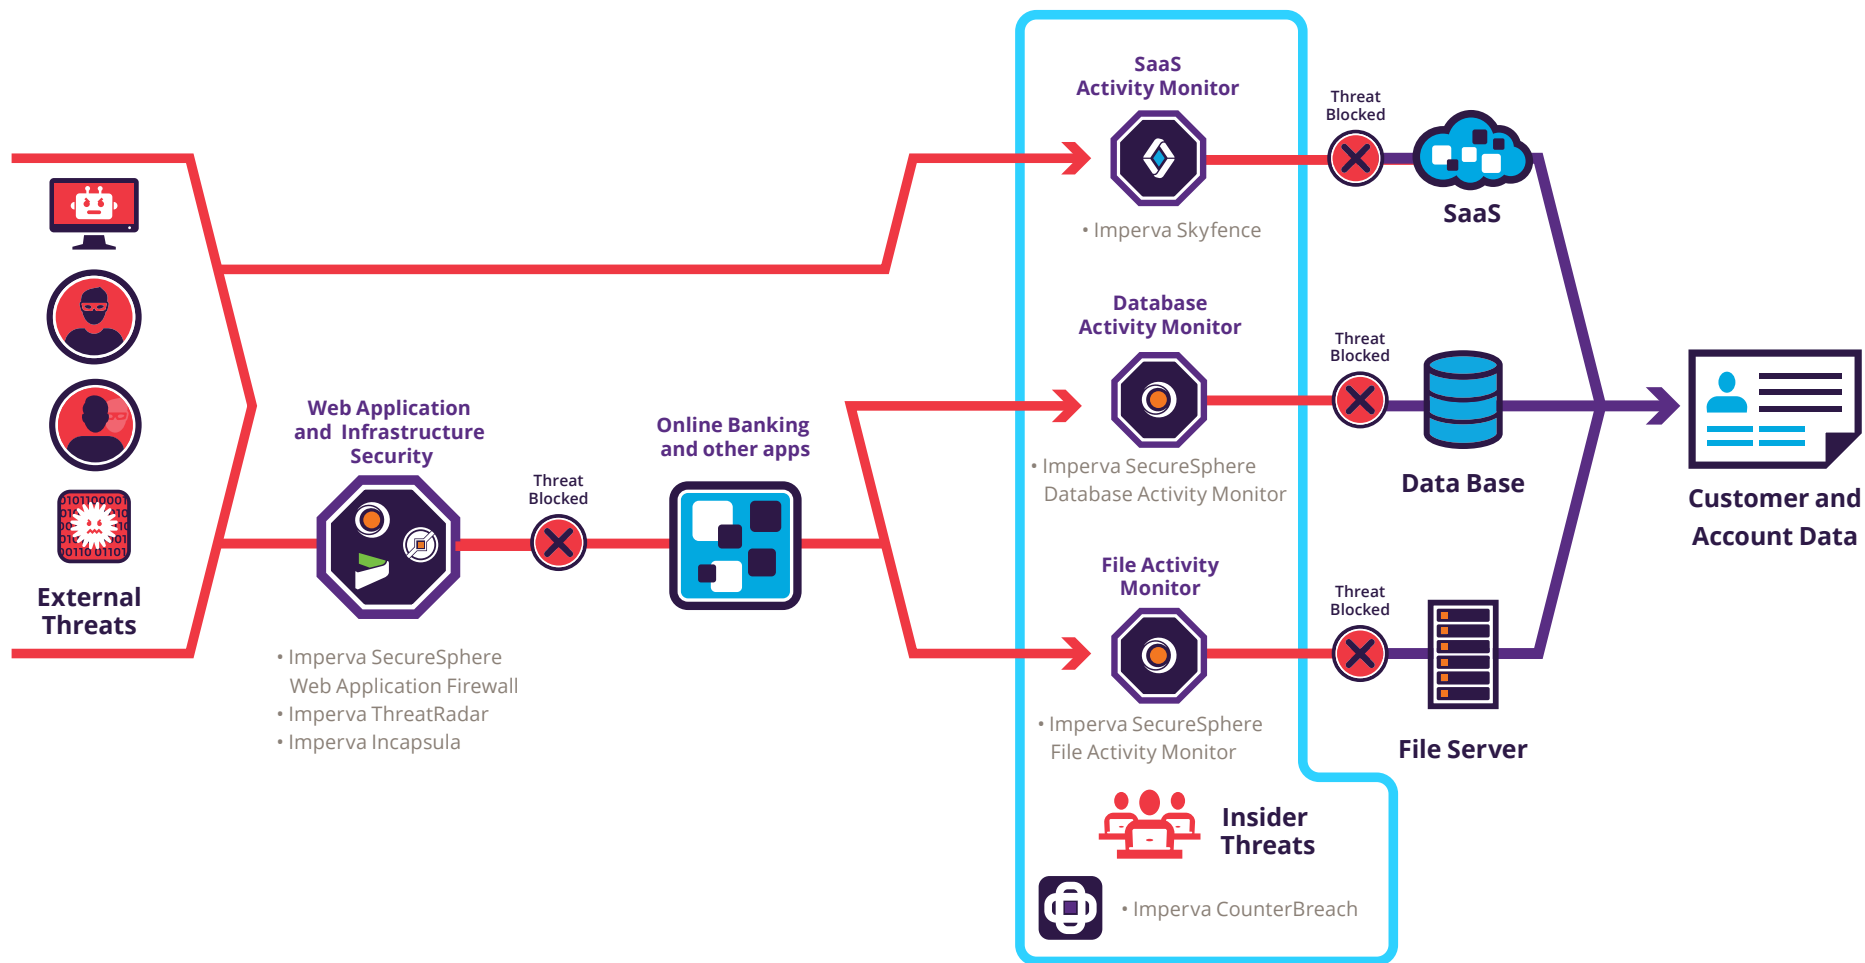 External
Threats
Web Application
and Infrastructure
Security
• Imperva SecureSphere
Web Application Firewall
• Imperva ThreatRadar
• Imperva Incapsula
Threat
Blocked
Online Banking
and other apps
SaaS
Activity Monitor
• Imperva Skyfence
Threat
Blocked
SaaS
Database
Activity Monitor
• Imperva SecureSphere
Database Activity Monitor
Threat
Blocked
Data Base
File Activity
Monitor
• Imperva SecureSphere
File Activity Monitor
Threat
Blocked
File Server
Insider
Threats
• Imperva CounterBreach
Customer and
Account Data